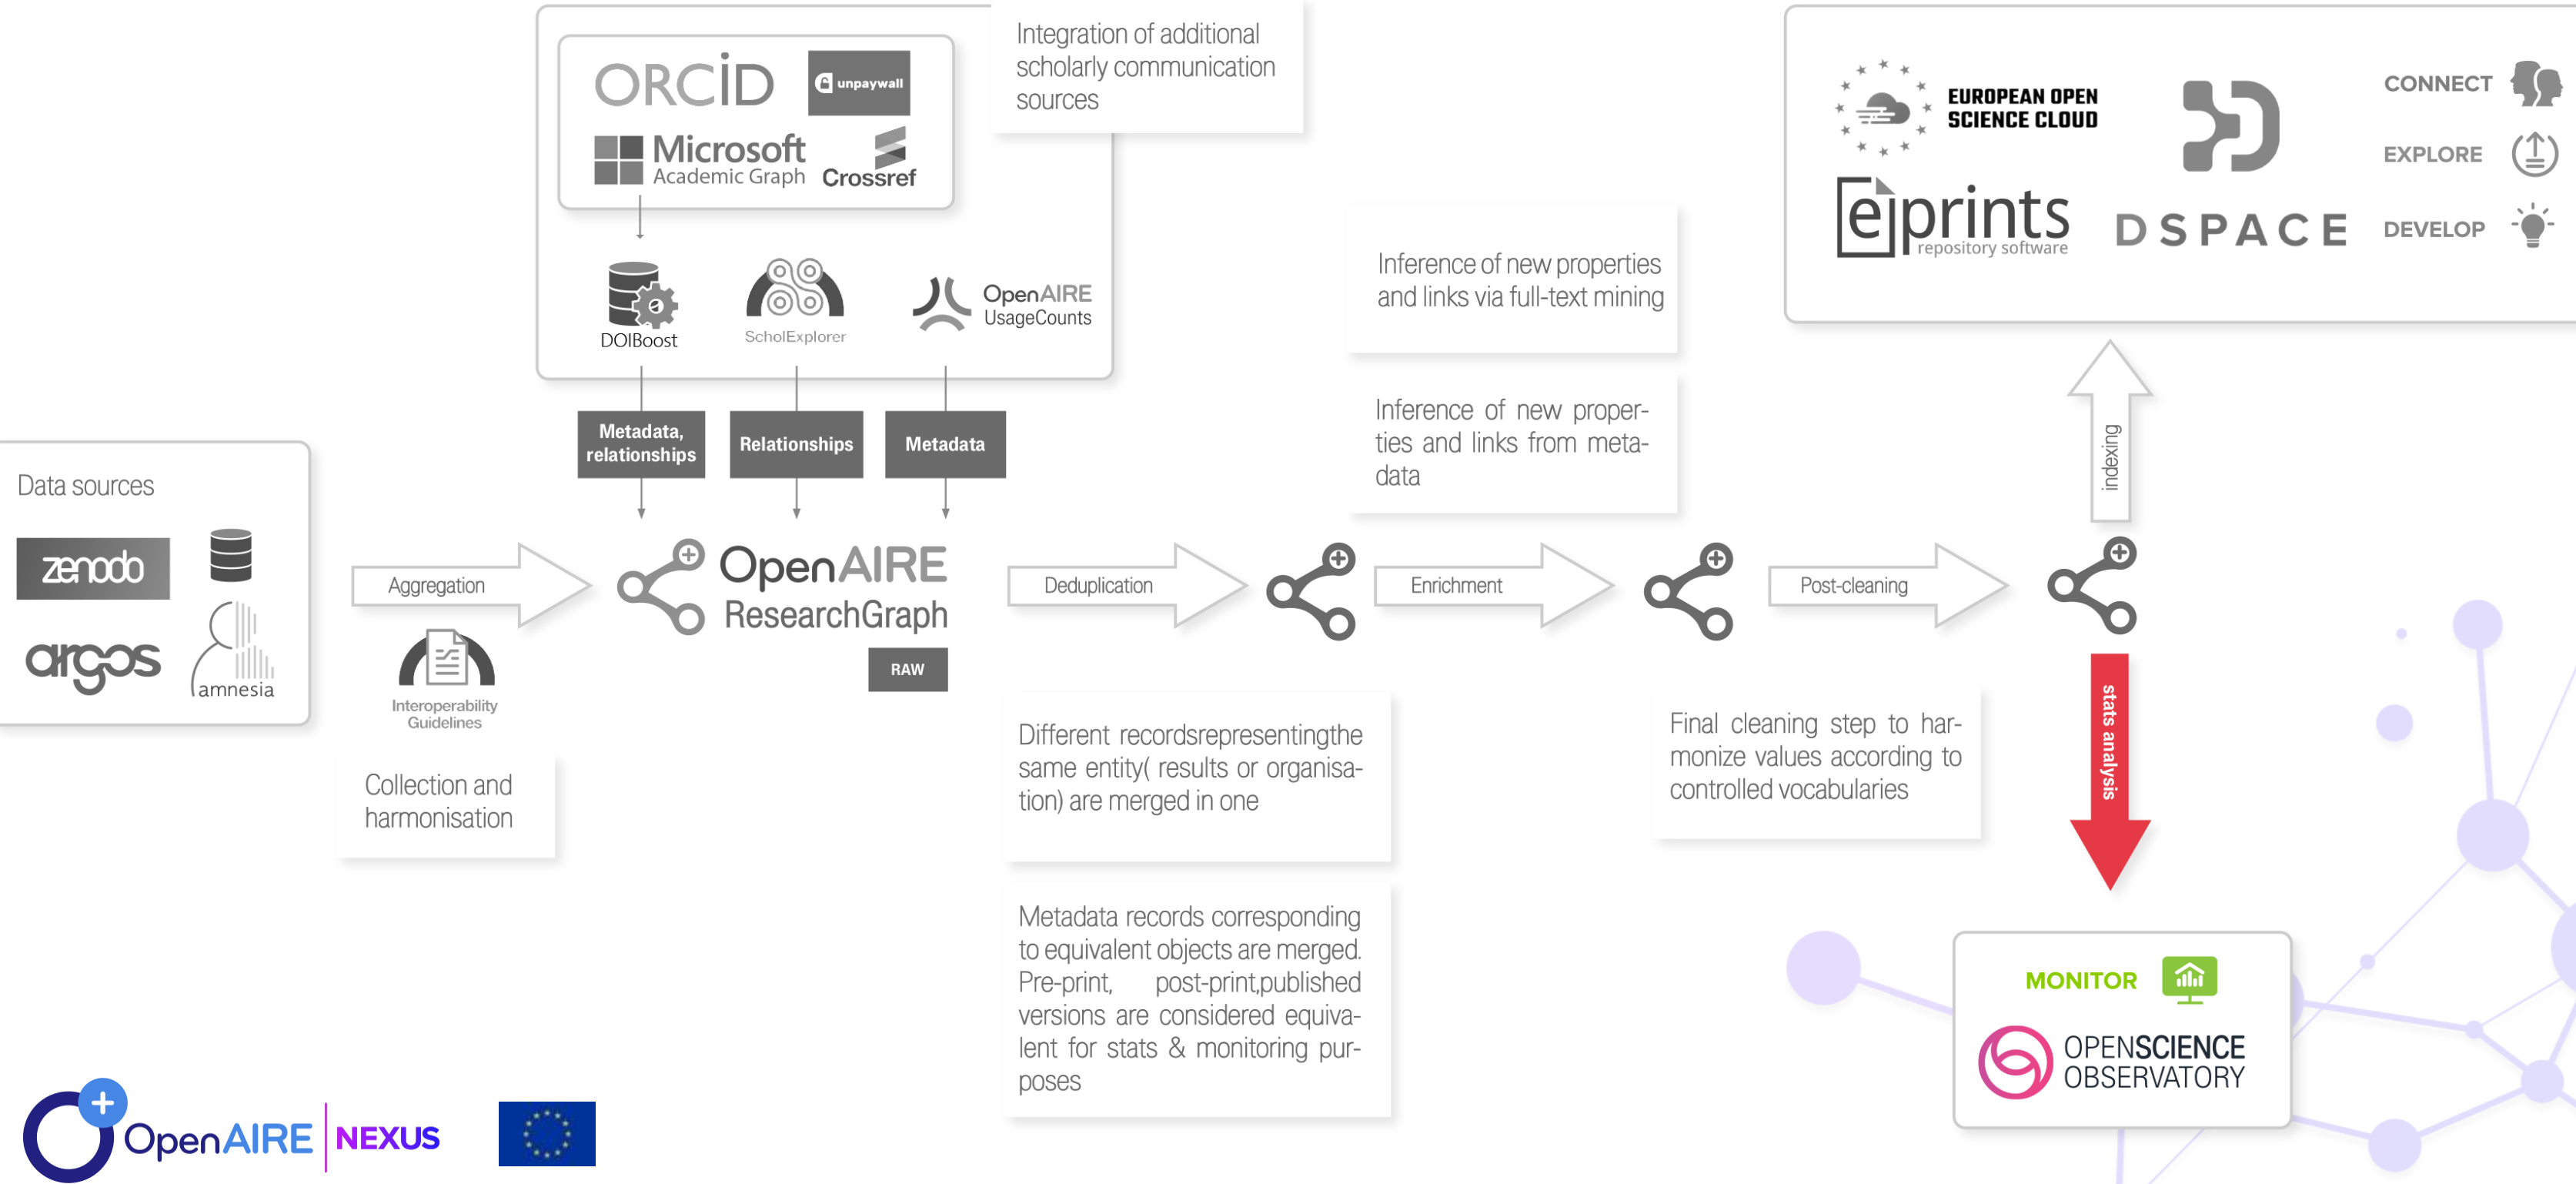 ORCiD
unpaywall
Microsoft
Academic Graph
Crossref
DOIBoost
ScholExplorer
OpenAIRE
UsageCounts
Integration of additional
scholarly communication
sources
Metadata,
relationships
Relationships
Metadata
Data sources
zenodo
argos
amnesia
Aggregation
Interoperability
Guidelines
Collection and
harmonisation
OpenAIRE
ResearchGraph
RAW
Deduplication
Different recordsrepresentingthe
same entity( results or organisa-
tion) are merged in one
Metadata records corresponding
to equivalent objects are merged.
Pre-print, post-print,published
versions are considered equiva-
lent for stats & monitoring pur-
poses
Inference of new properties
and links via full-text mining
Inference of new proper-
ties and links from meta-
data
Enrichment
Post-cleaning
Final cleaning step to har-
monize values according to
controlled vocabularies
EUROPEAN OPEN
SCIENCE CLOUD
eprints
repository software
DSPACE
CONNECT
EXPLORE
DEVELOP
indexing
stats analysis
MONITOR
OPENSCIENCE
OBSERVATORY
OpenAIRE NEXUS